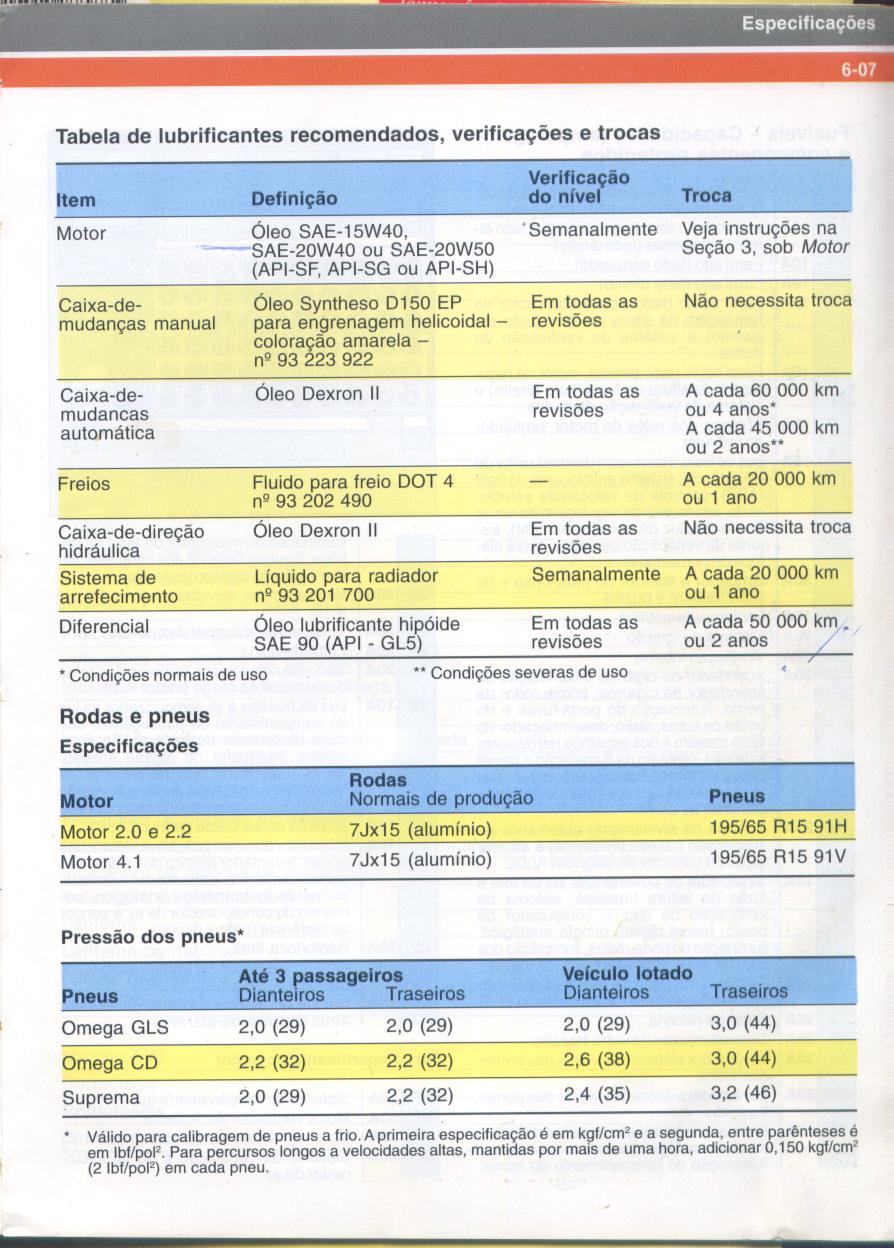 Especificações
6-07
Tabela de lubrificantes recomendados, verificações e trocas
Item Definição Verificação do nível Troca
Motor Óleo SAE-15W40, Semanalmente Veja instruções na
SAE-20W40 ou SAE-20W50 Seção 3, sob Motor
(API-SF, API-SG ou API-SH)
Caixa-de- Óleo Syntheso D150 EP Em todas as Não necessita troca
mudanças manual para engrenagem helicoidal – revisões
coloração amarela –
nº 93 223 922
Caixa-de- Óleo Dexron II Em todas as A cada 60 000 km
mudancas revisões ou 4 anos*
automática A cada 45 000 km
ou 2 anos**
Freios Fluido para freio DOT 4 — A cada 20 000 km
nº 93 202 490 ou 1 ano
Caixa-de-direção Óleo Dexron II Em todas as Não necessita troca
hidráulica revisões
Sistema de Líquido para radiador Semanalmente A cada 20 000 km
arrefecimento nº 93 201 700 ou 1 ano
Diferencial Óleo lubrificante hipóide Em todas as A cada 50 000 km
SAE 90 (API - GL5) revisões ou 2 anos
* Condições normais de uso ** Condições severas de uso
Rodas e pneus
Especificações
Motor Rodas Normais de produção Pneus
Motor 2.0 e 2.2 7Jx15 (alumínio) 195/65 R15 91H
Motor 4.1 7Jx15 (alumínio) 195/65 R15 91V
Pressão dos pneus*
Até 3 passageiros Veículo lotado
Pneus Dianteiros Traseiros Dianteiros Traseiros
Omega GLS 2,0 (29) 2,0 (29) 2,0 (29) 3,0 (44)
Omega CD 2,2 (32) 2,2 (32) 2,6 (38) 3,0 (44)
Suprema 2,0 (29) 2,2 (32) 2,4 (35) 3,2 (46)
* Válido para calibragem de pneus a frio. A primeira especificação é em kgf/cm² e a segunda, entre parênteses é
em lbf/pol². Para percursos longos a velocidades altas, mantidas por mais de uma hora, adicionar 0,150 kgf/cm²
(2 lbf/pol²) em cada pneu.